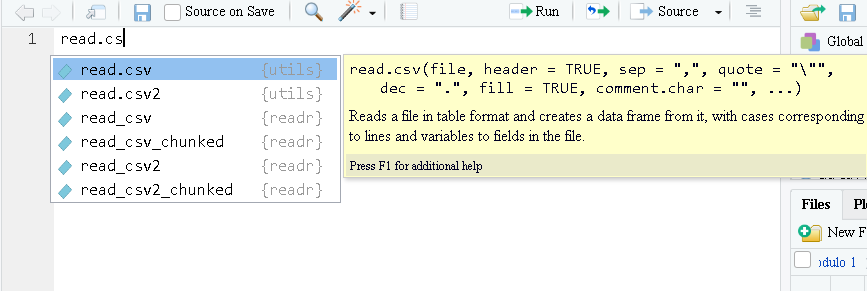 Source on Save
Run
Source
1 read.cs
Global
read.csv {utils}
read.csv2 {utils}
read_csv {readr}
read_csv_chunked {readr}
read_csv2 {readr}
read_csv2_chunked {readr}
read.csv(file, header = TRUE, sep = ",", quote = "\"",
dec = ".", fill = TRUE, comment.char = "", ...)
Reads a file in table format and creates a data frame from it, with cases corresponding
to lines and variables to fields in the file.
Press F1 for additional help
Files Pl
New F
odulo 1